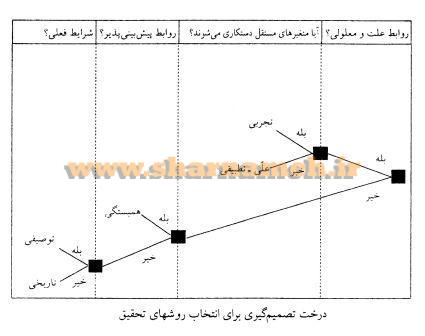 روابط علت و معلولی؟
آیا متغیرهای مستقل دستکاری می‌شوند؟
روابط پیش‌بینی‌پذیر؟
شرایط فعلی؟
تجربی
بله
بله
علّی - تطبیقی
خیر
www.sharnameh.ir
خیر
همبستگی
بله
توصیفی
بله
خیر
تاریخی
خیر
درخت تصمیم‌گیری برای انتخاب روشهای تحقیق